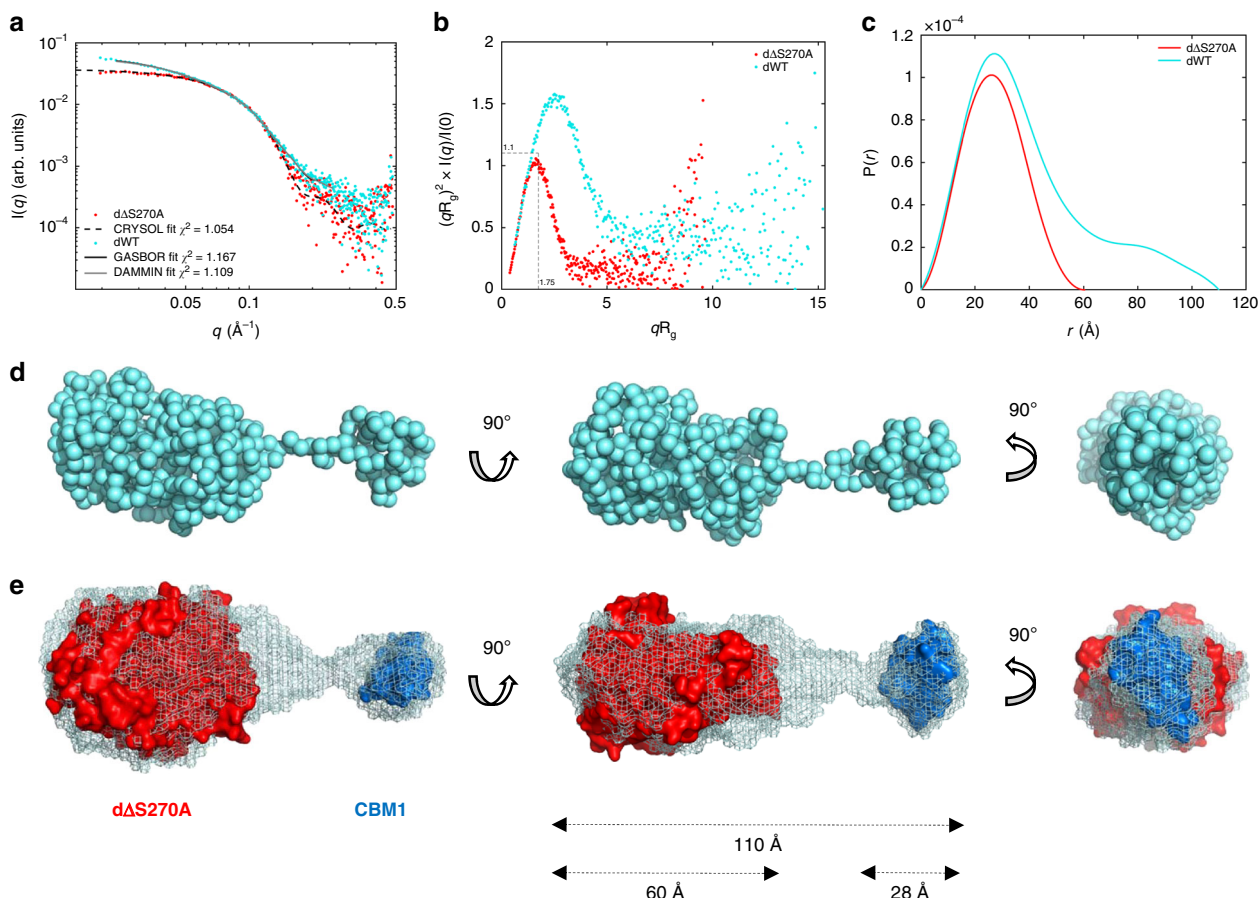 a
10⁻¹
10⁻²
10⁻³
10⁻⁴
I(q) (arb. units)
dΔS270A
CRYSOL fit χ² = 1.054
dWT
GASBOR fit χ² = 1.167
DAMMIN fit χ² = 1.109
0.05
0.1
0.5
q (Å⁻¹)
b
2
1.5
1
0.5
0
(qRg)² × I(q)/I(0)
dΔS270A
dWT
1.1
1.75
0
5
10
15
qRg
c
×10⁻⁴
1.2
1
0.8
0.6
0.4
0.2
0
P(r)
dΔS270A
dWT
0
20
40
60
80
100
120
r (Å)
d
90°
90°
e
90°
90°
dΔS270A
CBM1
110 Å
60 Å
28 Å